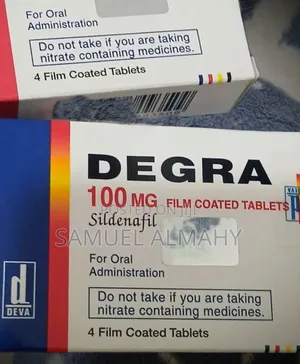 For Oral
Administration
Do not take if you are taking
nitrate containing medicines.
4 Film Coated Tablets
DEGRA
100 MG FILM COATED TABLETS
Sildenafil
SAMUEL ALMAHY
For Oral
Administration
d
DEVA
Do not take if you are taking
nitrate containing medicines.
4 Film Coated Tablets